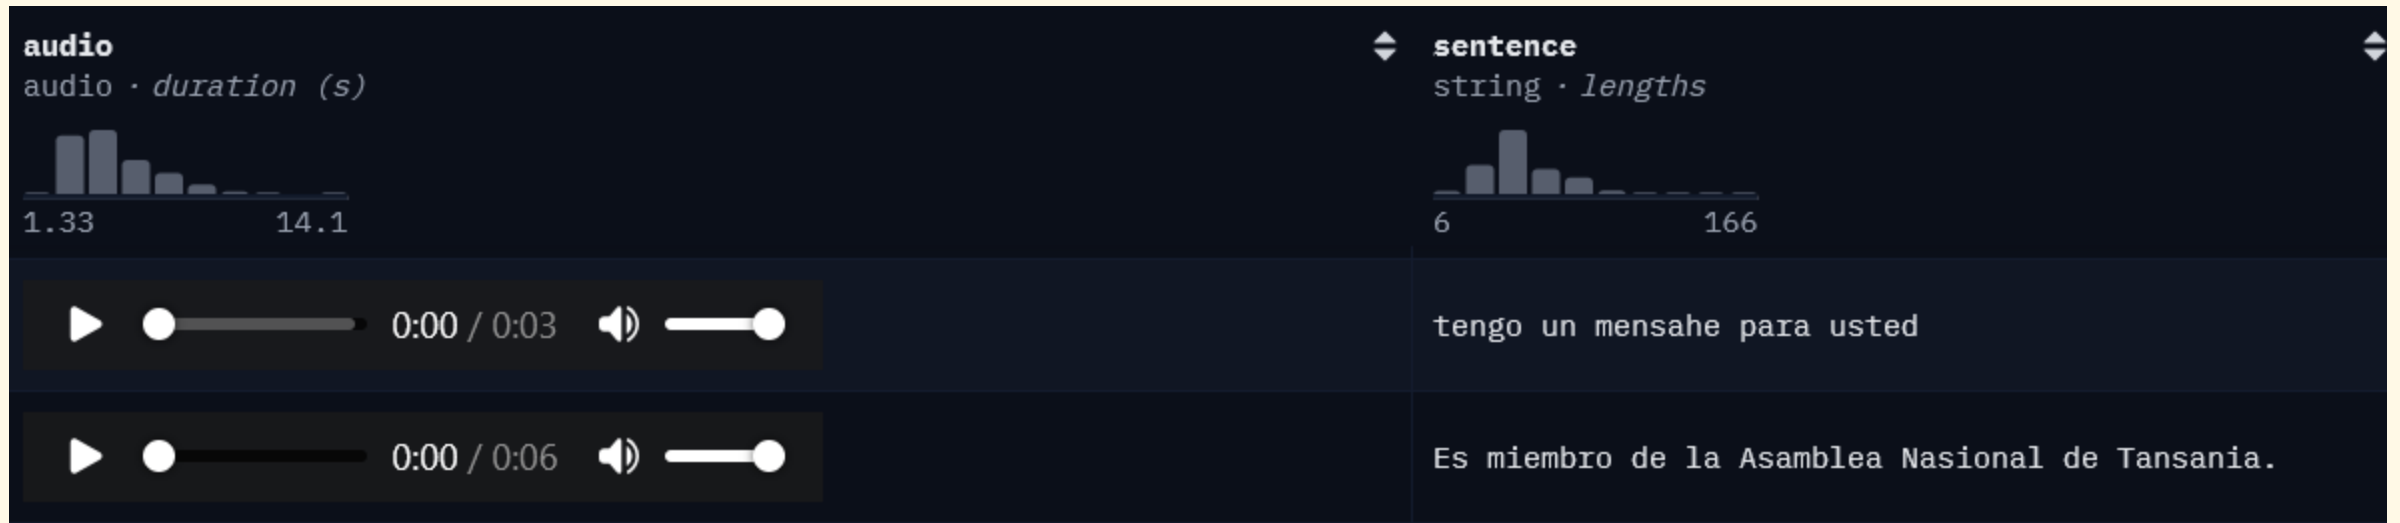 audio
audio · duration (s)
1.33 14.1
sentence
string · lengths
6 166
0:00 / 0:03
tengo un mensahe para usted
0:00 / 0:06
Es miembro de la Asamblea Nasional de Tansania.